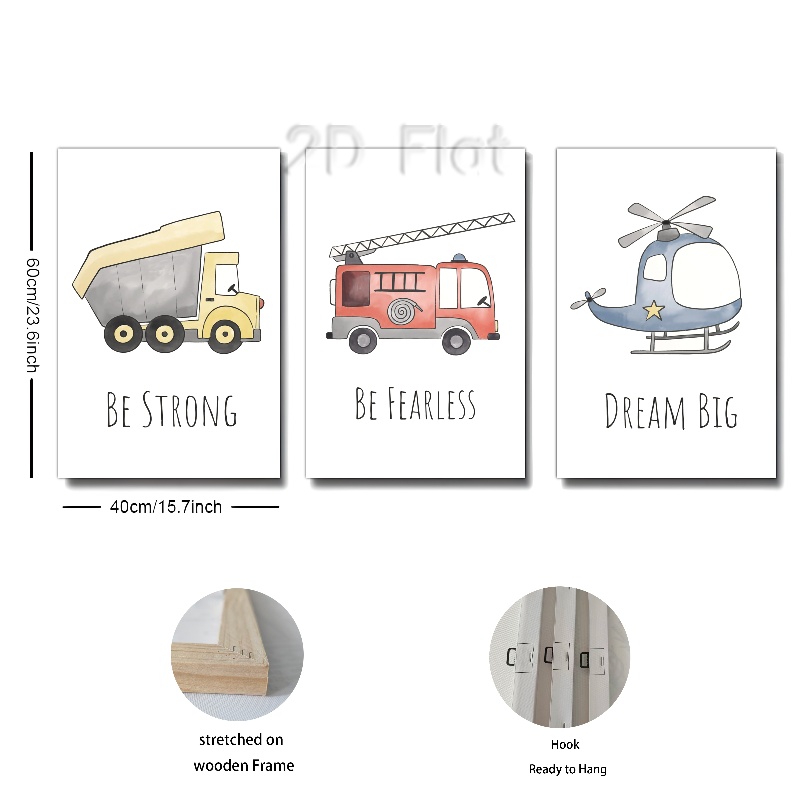 2D Flat
60cm/23.6inch
BE STRONG
BE FEARLESS
DREAM BIG
40cm/15.7inch
stretched on
wooden Frame
Hook
Ready to Hang